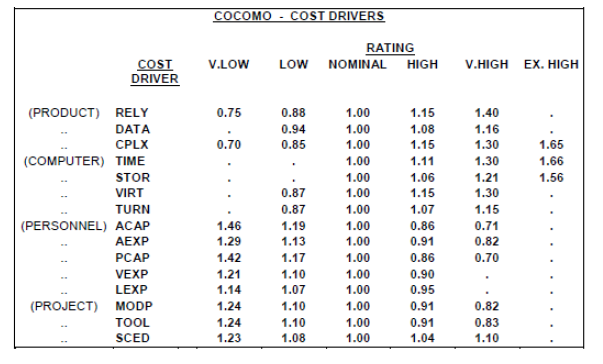 COCOMO - COST DRIVERS
RATING
COST DRIVER V.LOW LOW NOMINAL HIGH V.HIGH EX. HIGH
(PRODUCT) RELY 0.75 0.88 1.00 1.15 1.40 .
.. DATA . 0.94 1.00 1.08 1.16 .
.. CPLX 0.70 0.85 1.00 1.15 1.30 1.65
(COMPUTER) TIME . . 1.00 1.11 1.30 1.66
.. STOR . . 1.00 1.06 1.21 1.56
.. VIRT . 0.87 1.00 1.15 1.30 .
.. TURN . 0.87 1.00 1.07 1.15 .
(PERSONNEL) ACAP 1.46 1.19 1.00 0.86 0.71 .
.. AEXP 1.29 1.13 1.00 0.91 0.82 .
.. PCAP 1.42 1.17 1.00 0.86 0.70 .
.. VEXP 1.21 1.10 1.00 0.90 . .
.. LEXP 1.14 1.07 1.00 0.95 . .
(PROJECT) MODP 1.24 1.10 1.00 0.91 0.82 .
.. TOOL 1.24 1.10 1.00 0.91 0.83 .
.. SCED 1.23 1.08 1.00 1.04 1.10 .